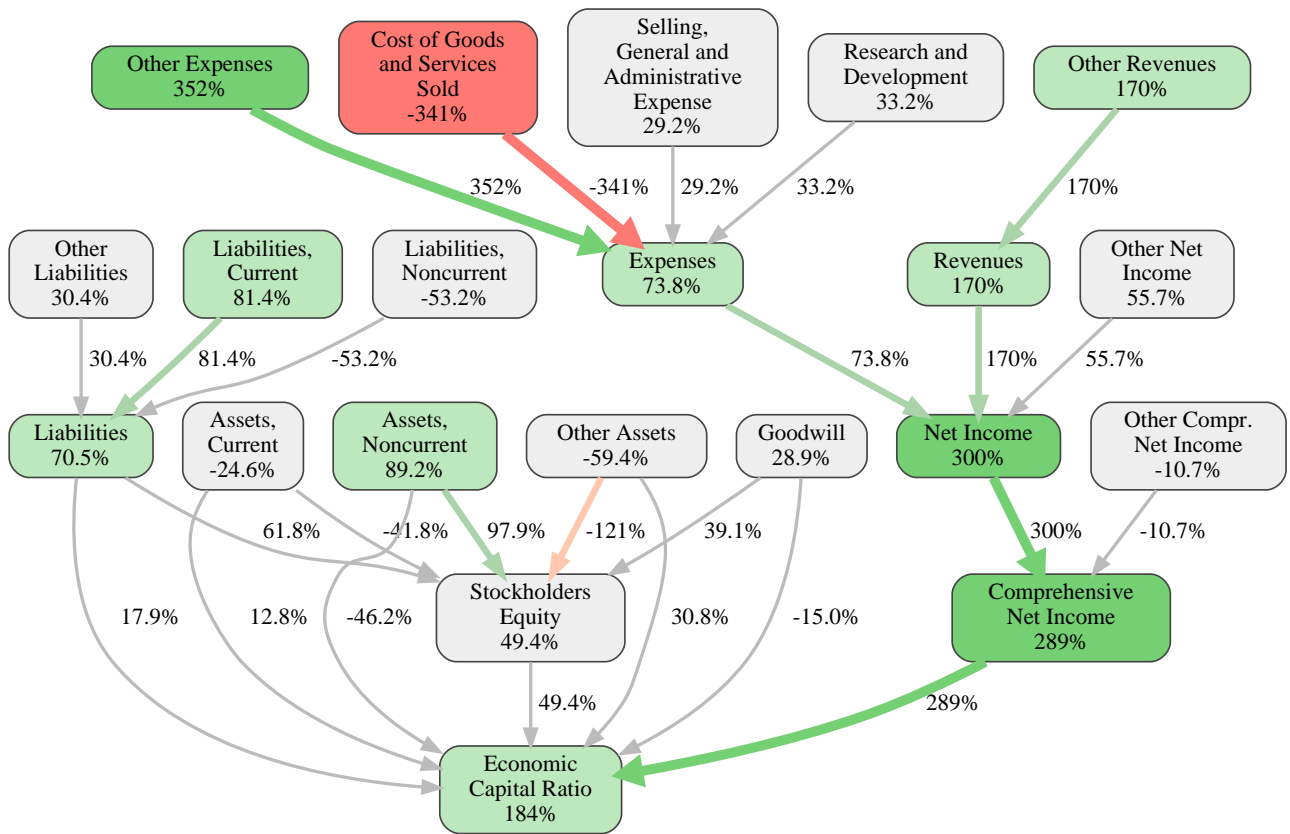 Other Expenses
352%
Cost of Goods
and Services
Sold
-341%
Selling,
General and
Administrative
Expense
29.2%
Research and
Development
33.2%
Other Revenues
170%
352%
-341%
29.2%
33.2%
170%
Other
Liabilities
30.4%
Liabilities,
Current
81.4%
Liabilities,
Noncurrent
-53.2%
Expenses
73.8%
Revenues
170%
Other Net
Income
55.7%
30.4%
81.4%
-53.2%
73.8%
170%
55.7%
Liabilities
70.5%
Assets,
Current
-24.6%
Assets,
Noncurrent
89.2%
Other Assets
-59.4%
Goodwill
28.9%
Net Income
300%
Other Compr.
Net Income
-10.7%
61.8%
-41.8%
97.9%
-121%
39.1%
300%
-10.7%
Stockholders
Equity
49.4%
Comprehensive
Net Income
289%
17.9%
12.8%
-46.2%
30.8%
-15.0%
49.4%
289%
Economic
Capital Ratio
184%